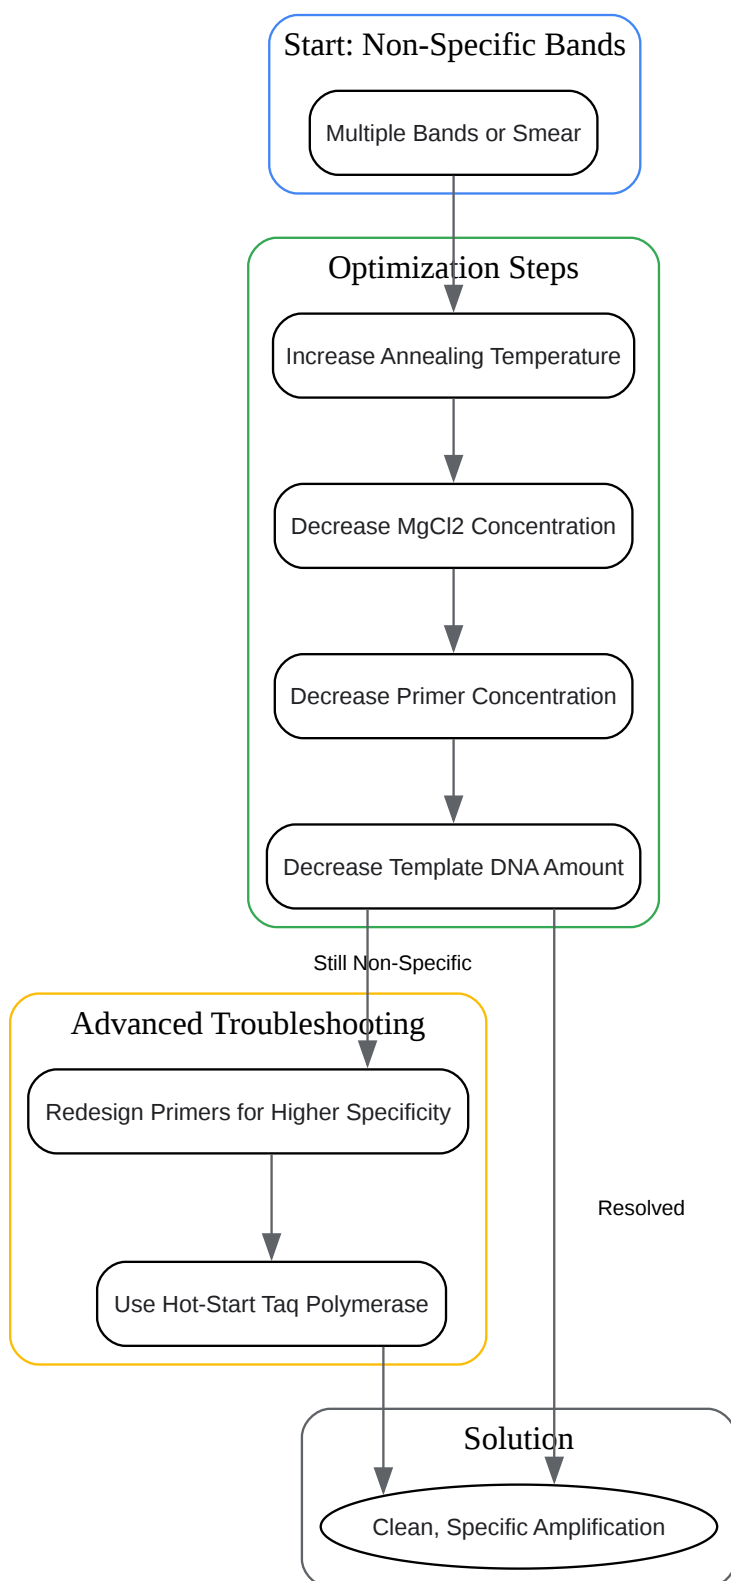 Start: Non-Specific Bands
Multiple Bands or Smear
Optimization Steps
Increase Annealing Temperature
Decrease MgCl2 Concentration
Decrease Primer Concentration
Decrease Template DNA Amount
Still Non-Specific
Advanced Troubleshooting
Redesign Primers for Higher Specificity
Resolved
Use Hot-Start Taq Polymerase
Solution
Clean, Specific Amplification